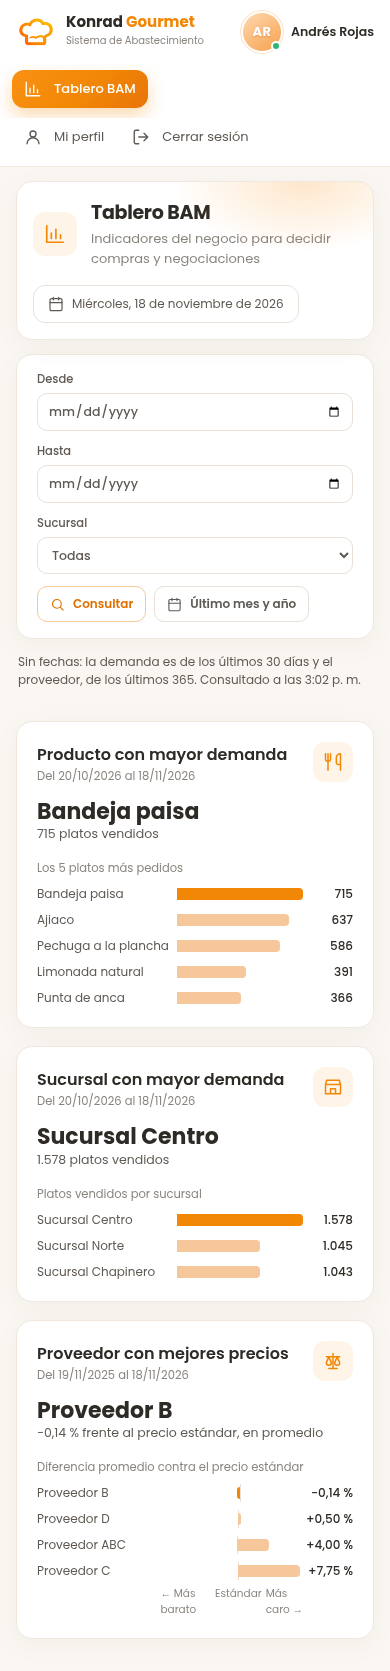 Konrad Gourmet
Sistema de Abastecimiento
AR
Andrés Rojas
Tablero BAM
Mi perfil
Cerrar sesión
Tablero BAM
Indicadores del negocio para decidir
compras y negociaciones
Miércoles, 18 de noviembre de 2026
Desde
mm/dd/yyyy
Hasta
mm/dd/yyyy
Sucursal
Todas
Consultar
Último mes y año
Sin fechas: la demanda es de los últimos 30 días y el
proveedor, de los últimos 365. Consultado a las 3:02 p. m.
Producto con mayor demanda
Del 20/10/2026 al 18/11/2026
Bandeja paisa
715 platos vendidos
Los 5 platos más pedidos
Bandeja paisa 715
Ajiaco 637
Pechuga a la plancha 586
Limonada natural 391
Punta de anca 366
Sucursal con mayor demanda
Del 20/10/2026 al 18/11/2026
Sucursal Centro
1.578 platos vendidos
Platos vendidos por sucursal
Sucursal Centro 1.578
Sucursal Norte 1.045
Sucursal Chapinero 1.043
Proveedor con mejores precios
Del 19/11/2025 al 18/11/2026
Proveedor B
-0,14 % frente al precio estándar, en promedio
Diferencia promedio contra el precio estándar
Proveedor B -0,14 %
Proveedor D +0,50 %
Proveedor ABC +4,00 %
Proveedor C +7,75 %
← Más Estándar Más
barato caro →